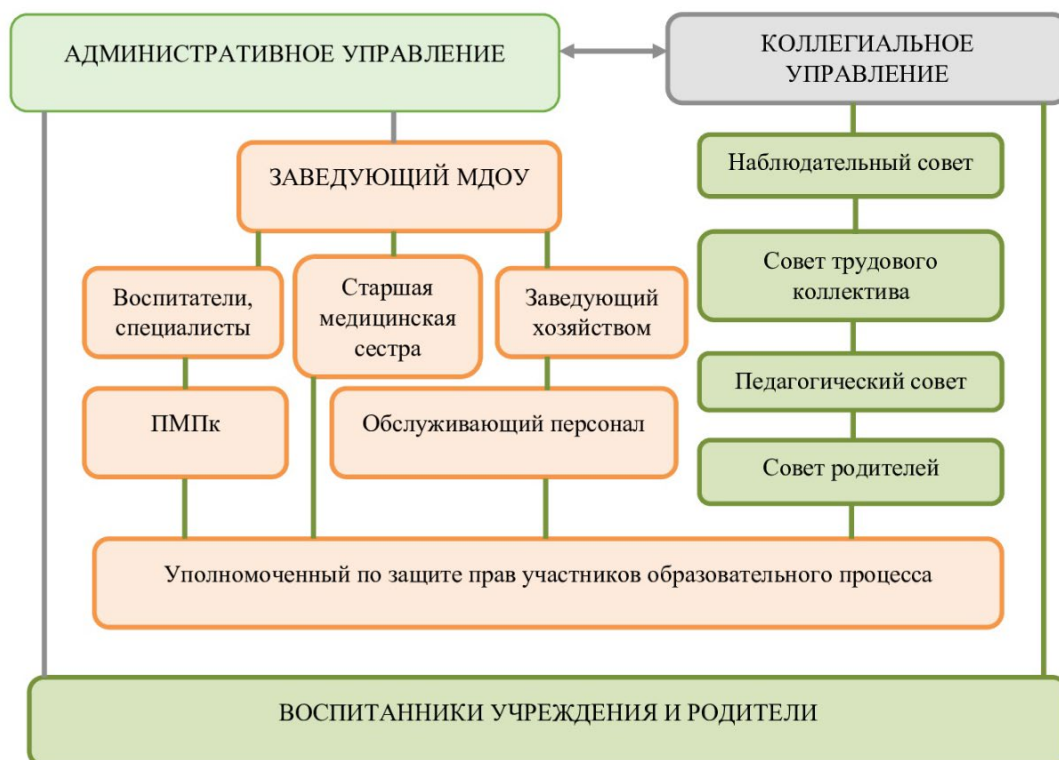 АДМИНИСТРАТИВНОЕ УПРАВЛЕНИЕ
КОЛЛЕГИАЛЬНОЕ
УПРАВЛЕНИЕ
ЗАВЕДУЮЩИЙ МДОУ
Наблюдательный совет
Воспитатели,
специалисты
Старшая
медицинская
сестра
Заведующий
хозяйством
Совет трудового
коллектива
ПМПк
Обслуживающий персонал
Педагогический совет
Совет родителей
Уполномоченный по защите прав участников образовательного процесса
ВОСПИТАННИКИ УЧРЕЖДЕНИЯ И РОДИТЕЛИ